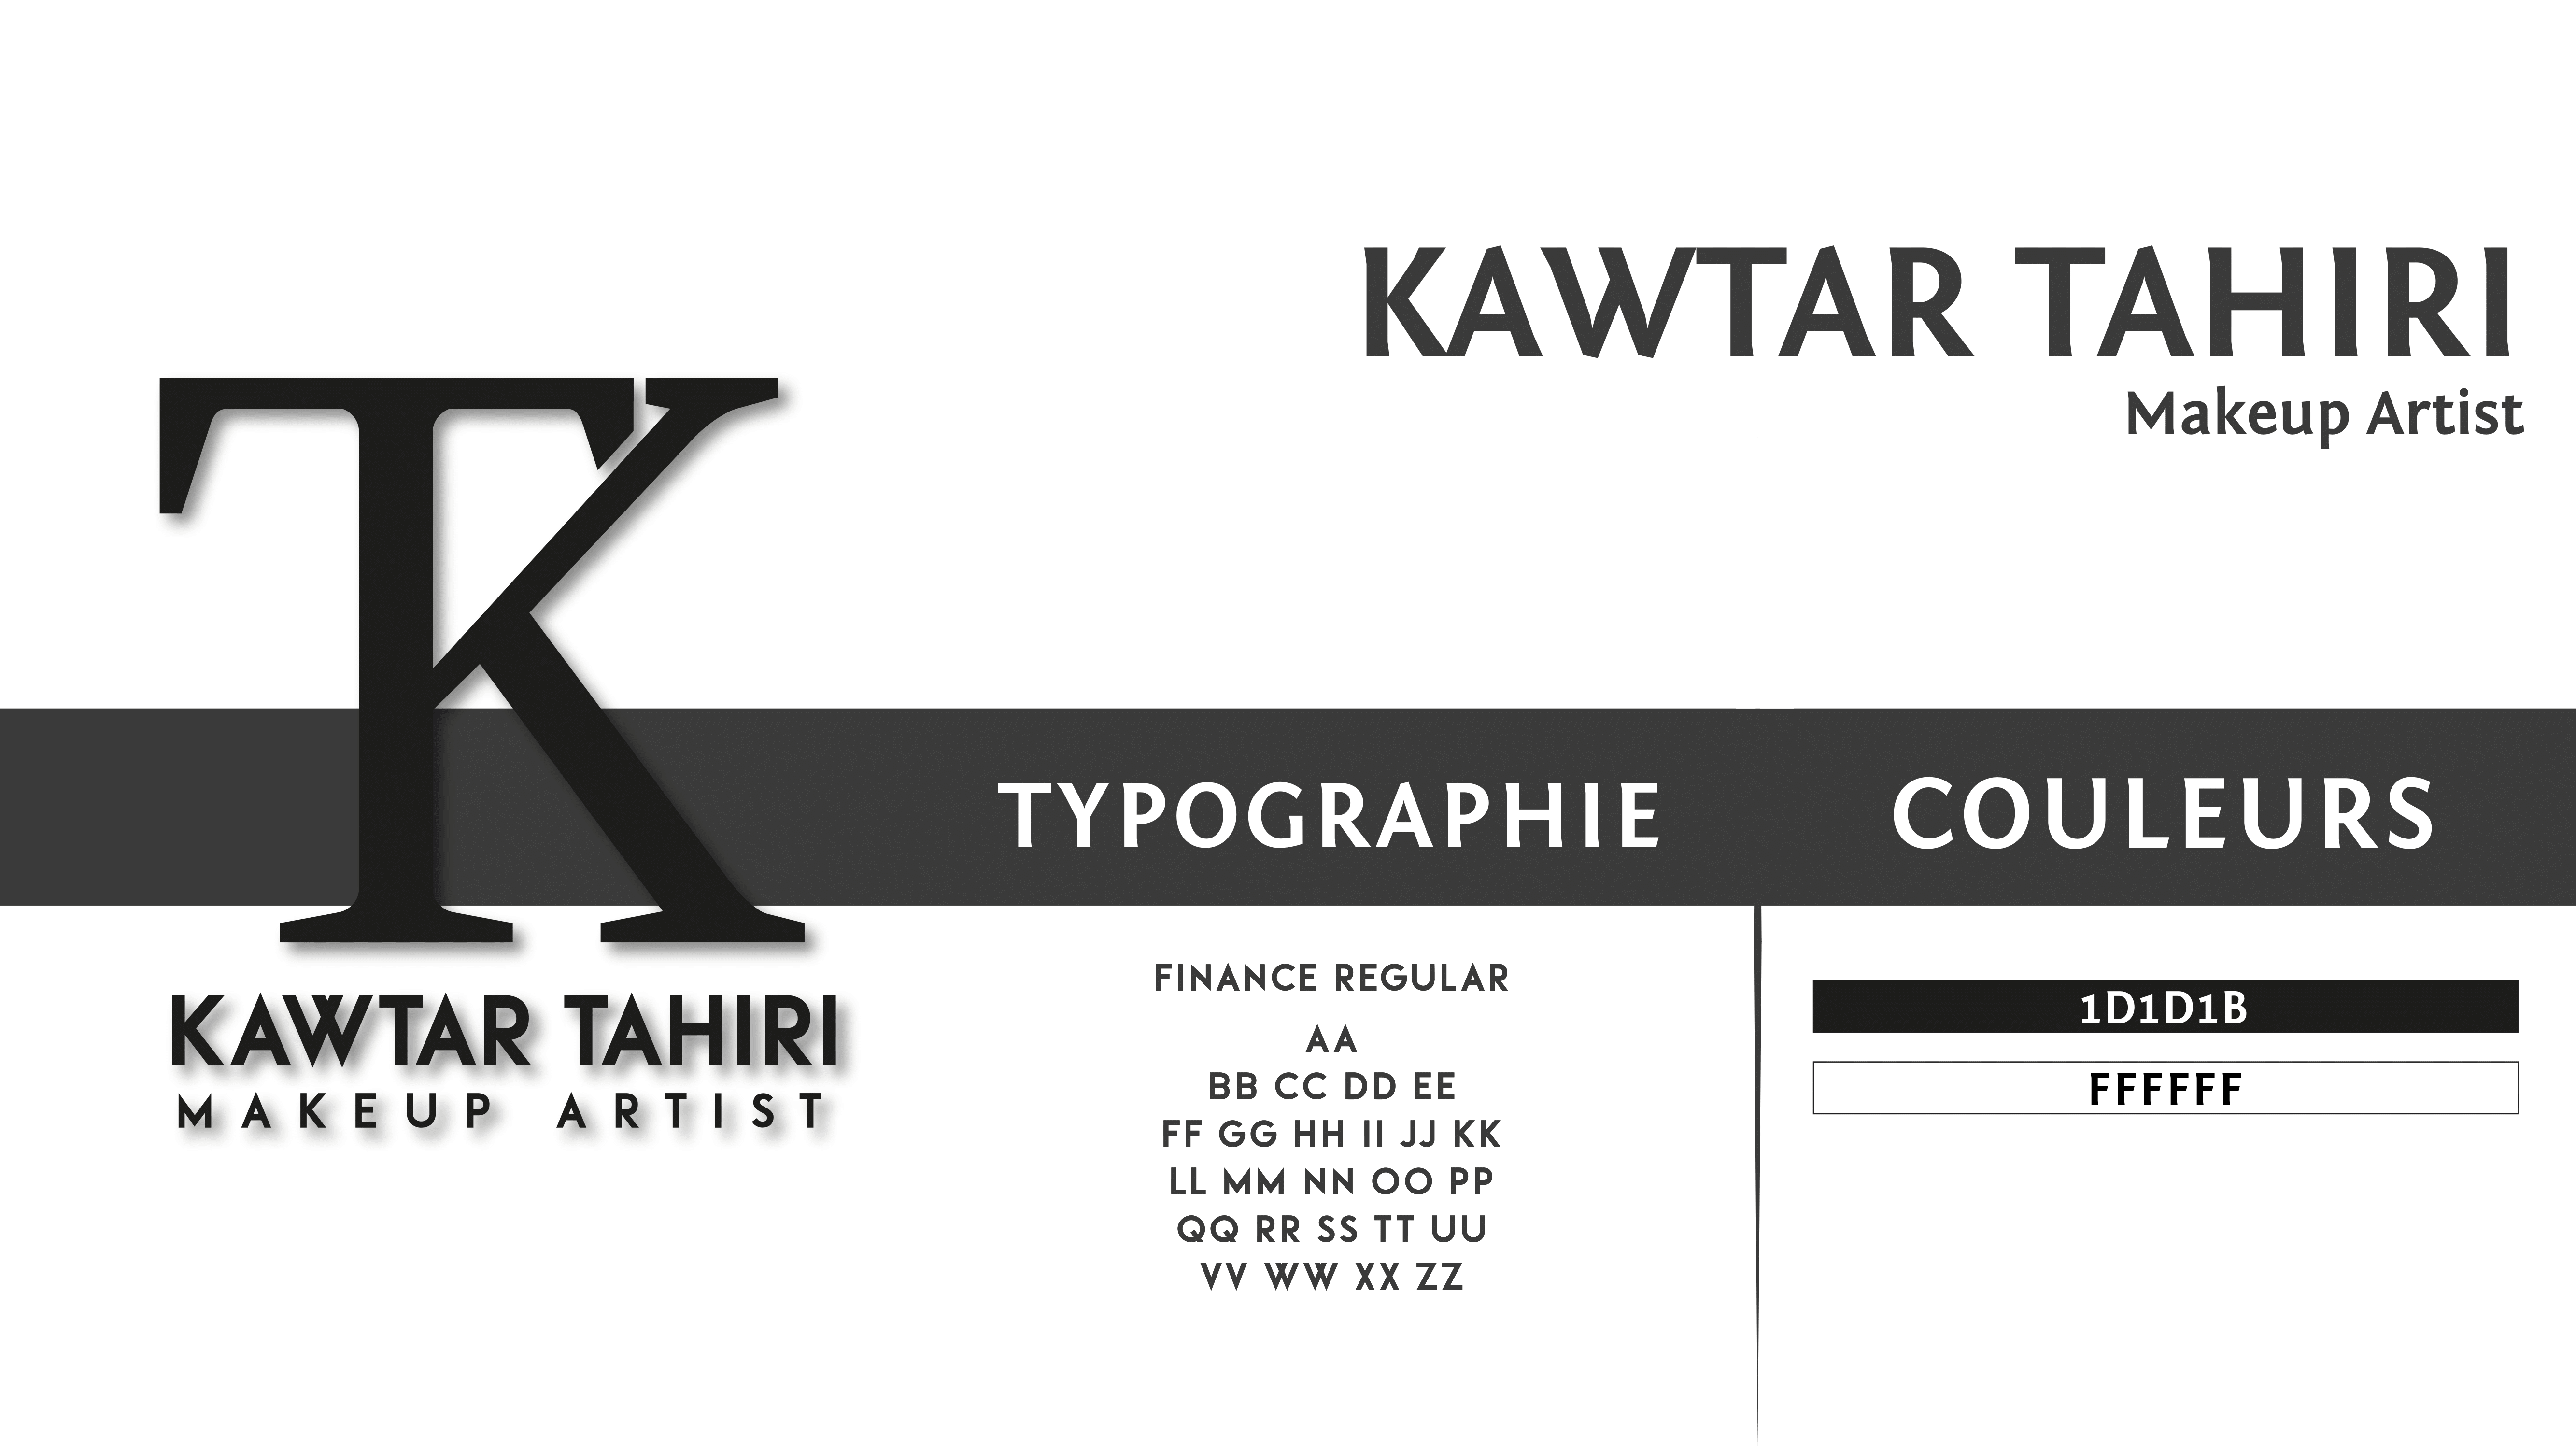 KAWTAR TAHIRI
Makeup Artist
TK
KAWTAR TAHIRI
MAKEUP ARTIST
TYPOGRAPHIE
FINANCE REGULAR
AA
BB CC DD EE
FF GG HH II JJ KK
LL MM NN OO PP
QQ RR SS TT UU
VV WW XX ZZ
COULEURS
1D1D1B
FFFFFF